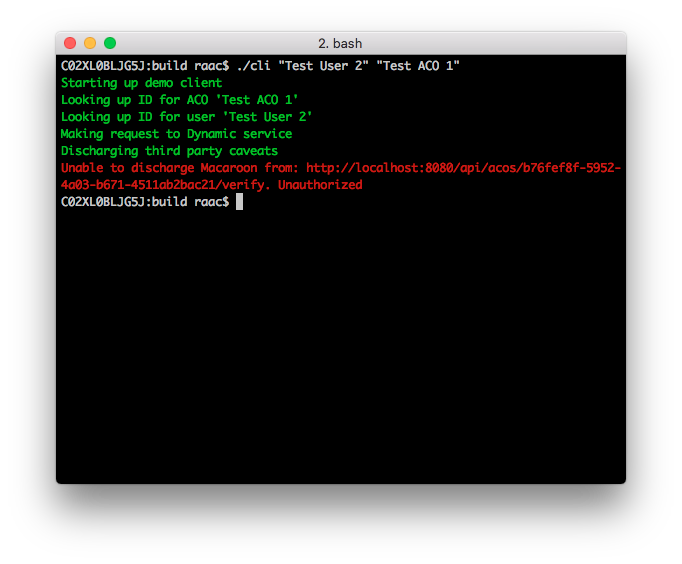 2. bash
C02XL0BLJG5J:build raac$ ./cli "Test User 2" "Test ACO 1"
Starting up demo client
Looking up ID for ACO 'Test ACO 1'
Looking up ID for user 'Test User 2'
Making request to Dynamic service
Discharging third party caveats
Unable to discharge Macaroon from: http://localhost:8080/api/acos/b76fef8f-5952-
4a03-b671-4511ab2bac21/verify. Unauthorized
C02XL0BLJG5J:build raac$